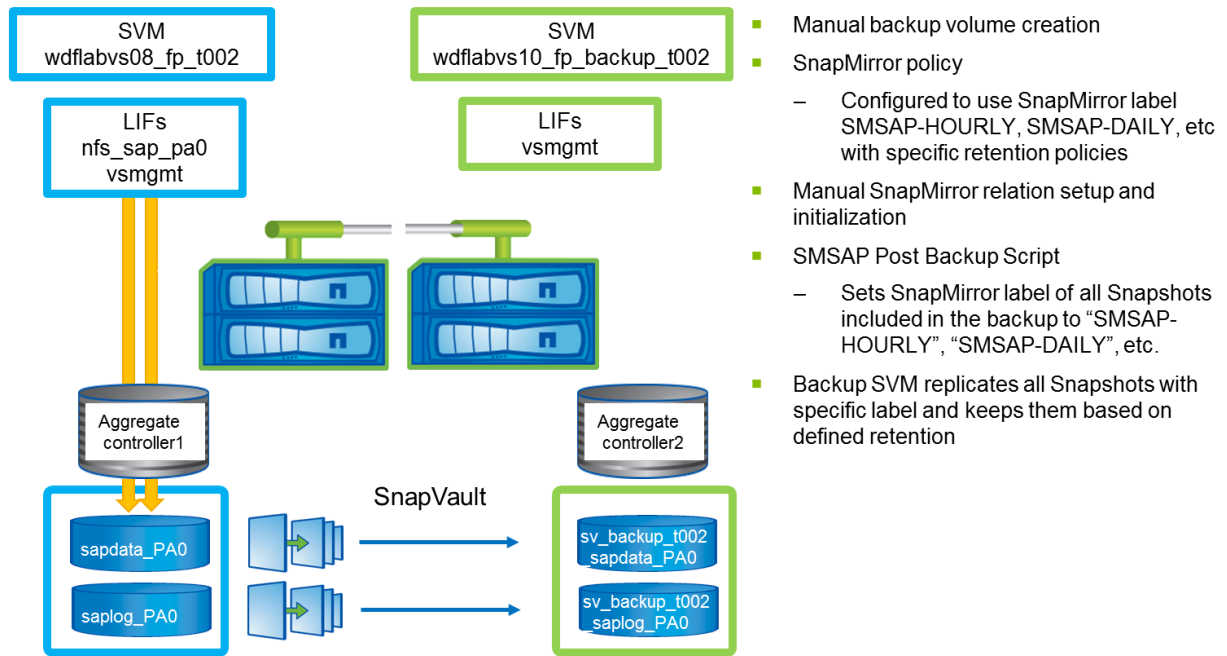 SVM
wdflabvs08_fp_t002
SVM
wdflabvs10_fp_backup_t002
LIFs
nfs_sap_pa0
vsmgmt
LIFs
vsmgmt
Aggregate
controller1
Aggregate
controller2
SnapVault
sapdata_PA0
saplog_PA0
sv_backup_t002
sapdata_PA0
sv_backup_t002
saplog_PA0
▪ Manual backup volume creation
▪ SnapMirror policy
– Configured to use SnapMirror label
SMSAP-HOURLY, SMSAP-DAILY, etc
with specific retention policies
▪ Manual SnapMirror relation setup and
initialization
▪ SMSAP Post Backup Script
– Sets SnapMirror label of all Snapshots
included in the backup to “SMSAP-
HOURLY”, “SMSAP-DAILY”, etc.
▪ Backup SVM replicates all Snapshots with
specific label and keeps them based on
defined retention